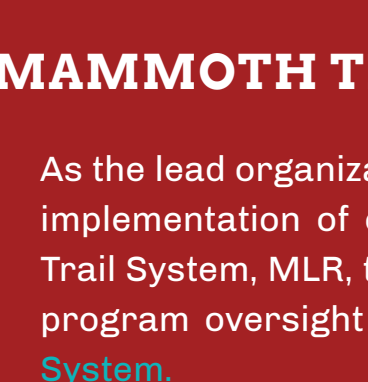 MAMMOTH T
As the lead organiza
implementation of
Trail System, MLR, t
program oversight
System.